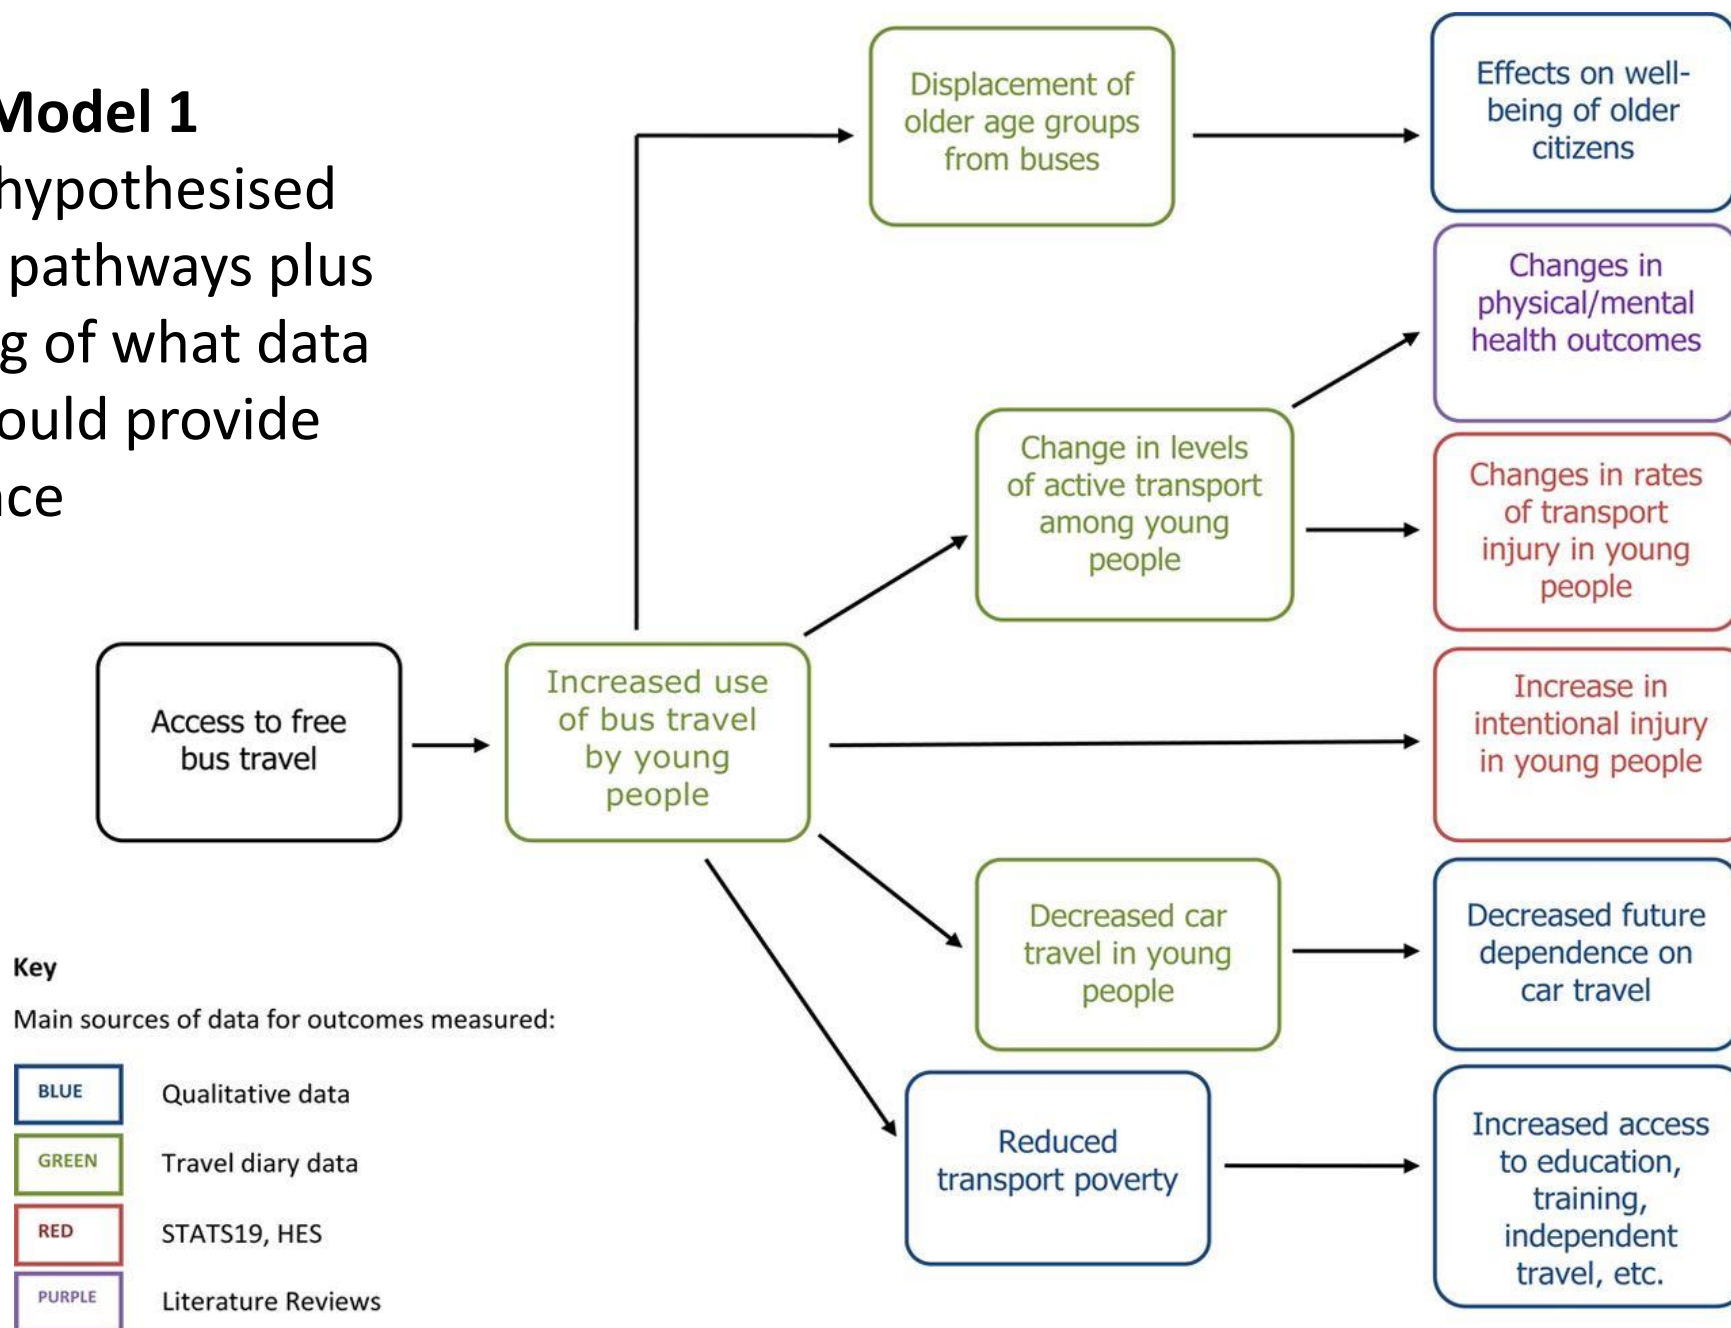 Model 1
hypothesised
pathways plus
g of what data
ould provide
nce
Displacement of
older age groups
from buses
Effects on well-
being of older
citizens
Changes in
physical/mental
health outcomes
Change in levels
of active transport
among young
people
Changes in rates
of transport
injury in young
people
Access to free
bus travel
Increased use
of bus travel
by young
people
Increase in
intentional injury
in young people
Decreased car
travel in young
people
Decreased future
dependence on
car travel
Reduced
transport poverty
Increased access
to education,
training,
independent
travel, etc.
Key
Main sources of data for outcomes measured:
BLUE Qualitative data
GREEN Travel diary data
RED STATS19, HES
PURPLE Literature Reviews